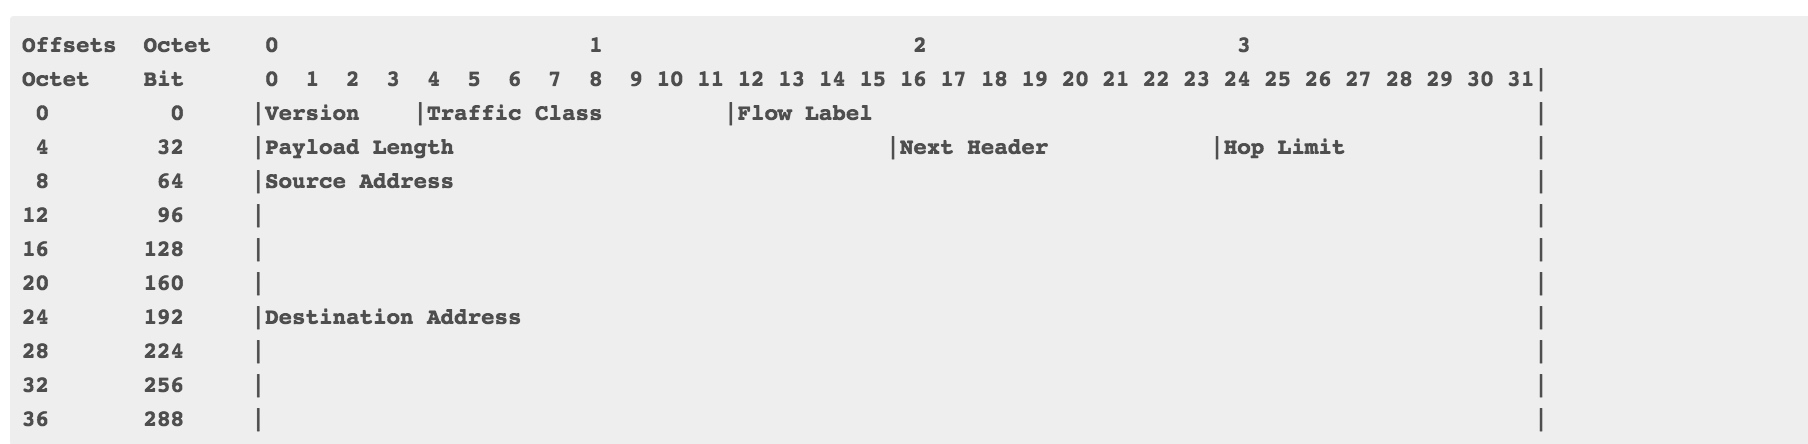 Offsets  Octet    0                       1                       2                       3
Octet    Bit      0  1  2  3  4  5  6  7  8  9 10 11 12 13 14 15 16 17 18 19 20 21 22 23 24 25 26 27 28 29 30 31|
 0         0     |Version    |Traffic Class         |Flow Label                                                 |
 4        32     |Payload Length                                |Next Header            |Hop Limit              |
 8        64     |Source Address                                                                                |
12        96     |                                                                                              |
16       128     |                                                                                              |
20       160     |                                                                                              |
24       192     |Destination Address                                                                           |
28       224     |                                                                                              |
32       256     |                                                                                              |
36       288     |                                                                                              |